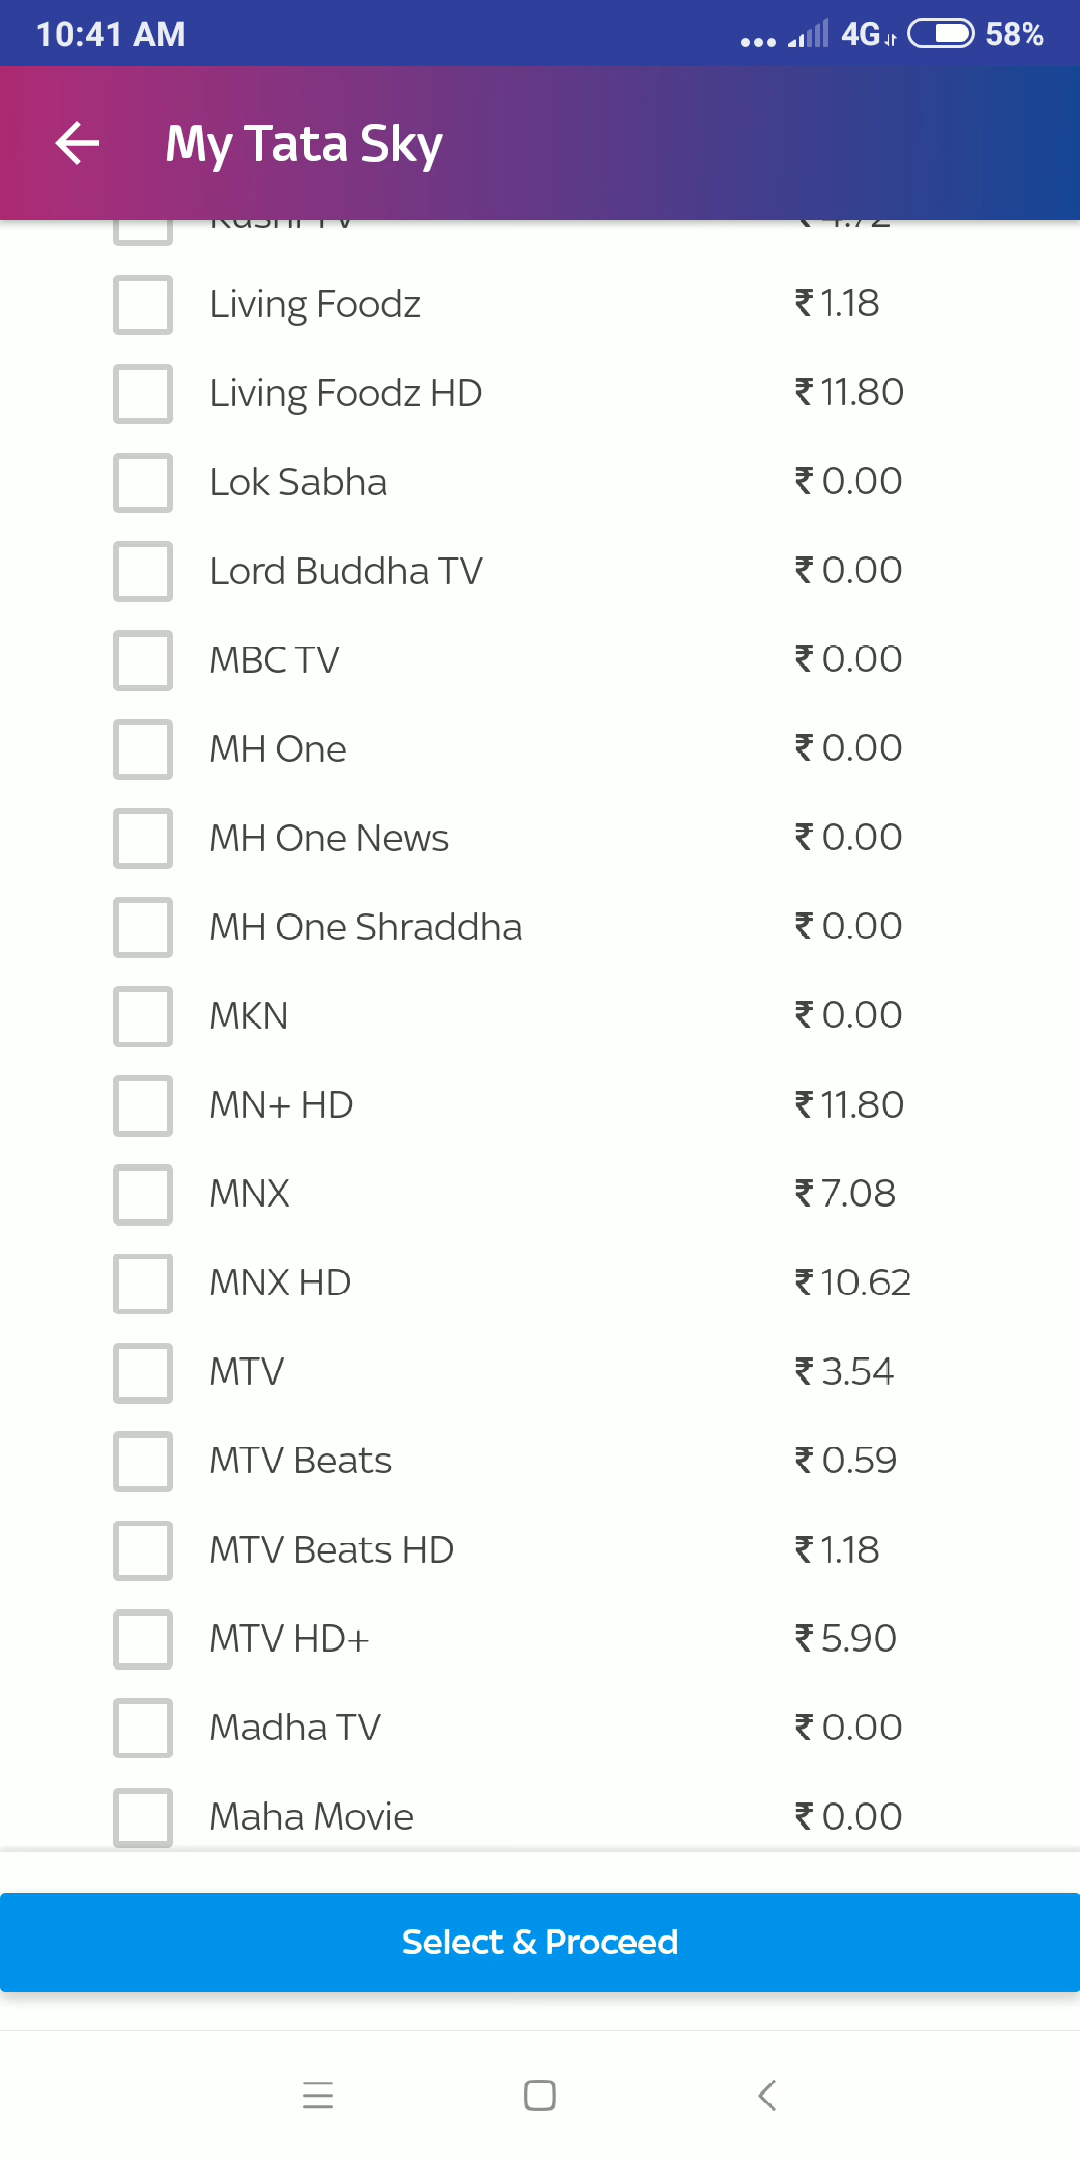 10:41 AM 4G 58%
My Tata Sky
Kushi TV ₹ 4.72
Living Foodz ₹ 1.18
Living Foodz HD ₹ 11.80
Lok Sabha ₹ 0.00
Lord Buddha TV ₹ 0.00
MBC TV ₹ 0.00
MH One ₹ 0.00
MH One News ₹ 0.00
MH One Shraddha ₹ 0.00
MKN ₹ 0.00
MN+ HD ₹ 11.80
MNX ₹ 7.08
MNX HD ₹ 10.62
MTV ₹ 3.54
MTV Beats ₹ 0.59
MTV Beats HD ₹ 1.18
MTV HD+ ₹ 5.90
Madha TV ₹ 0.00
Maha Movie ₹ 0.00
Select & Proceed